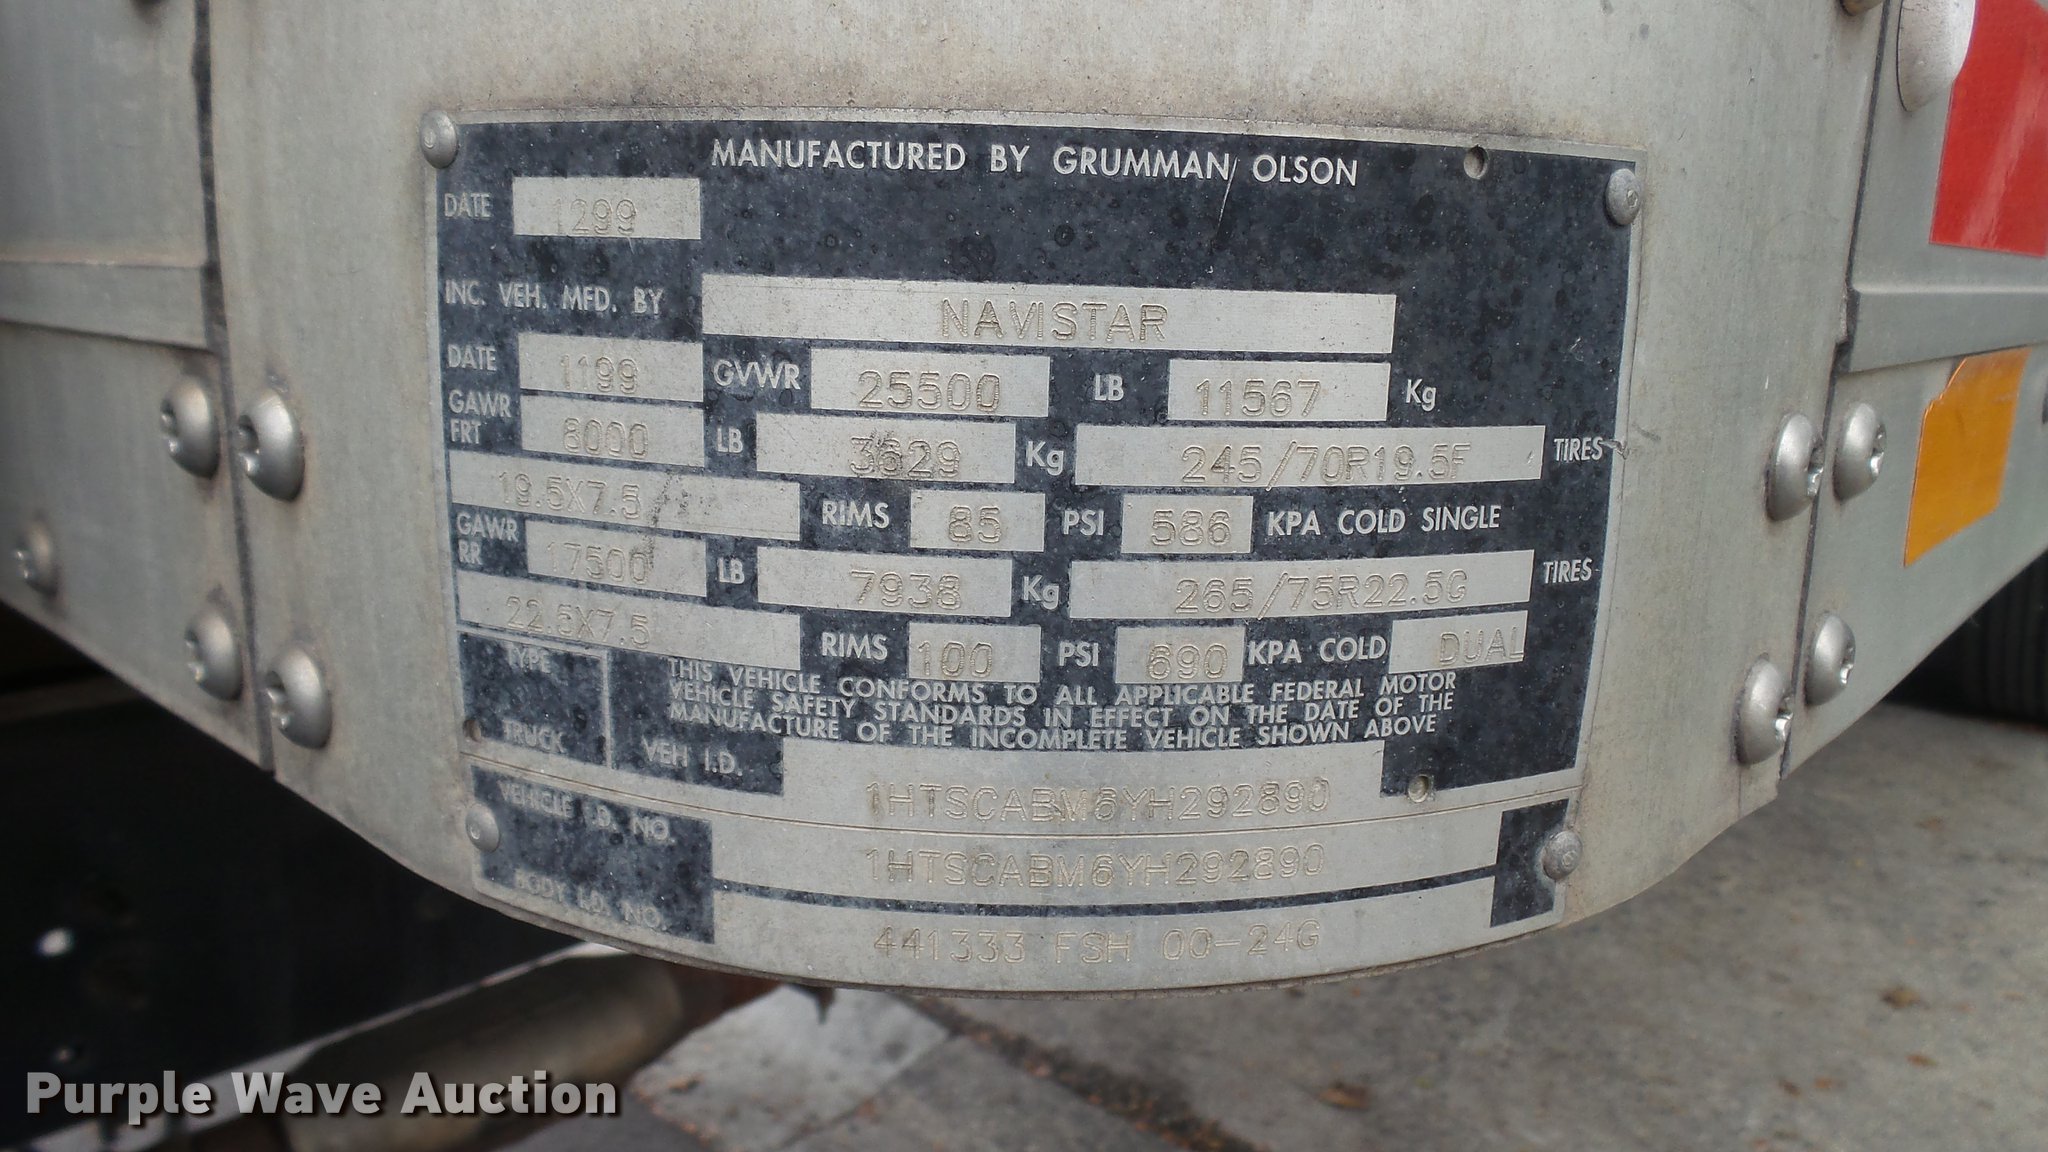 MANUFACTURED BY GRUMMAN OLSON
DATE 1299
INC. VEH. MFD. BY NAVISTAR
DATE 1199 GVWR 25500 LB 11567 Kg
GAWR FRT 8000 LB 3629 Kg 245/70R19.5F TIRES
19.5X7.5 RIMS 85 PSI 586 KPA COLD SINGLE
GAWR RR 17500 LB 7938 Kg 265/75R22.5G TIRES
22.5X7.5 RIMS 100 PSI 690 KPA COLD DUAL
TYPE
TRUCK
THIS VEHICLE CONFORMS TO ALL APPLICABLE FEDERAL MOTOR
VEHICLE SAFETY STANDARDS IN EFFECT ON THE DATE OF THE
MANUFACTURE OF THE INCOMPLETE VEHICLE SHOWN ABOVE
VEH I.D. 1HTSCABM6YH292890
VEHICLE I.D. NO. 1HTSCABM6YH292890
BODY I.D. NO. 441333 FSH 00-24G
Purple Wave Auction